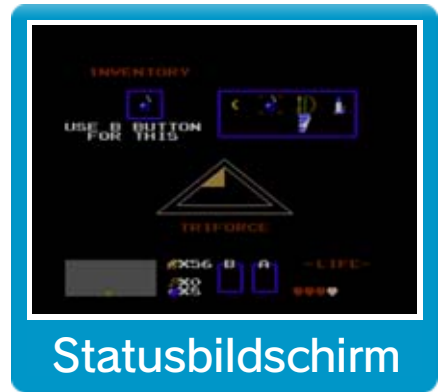 INVENTORY
USE B BUTTON
FOR THIS
TRIFORCE
X56 B A -LIFE-
X0
X5
Statusbildschirm